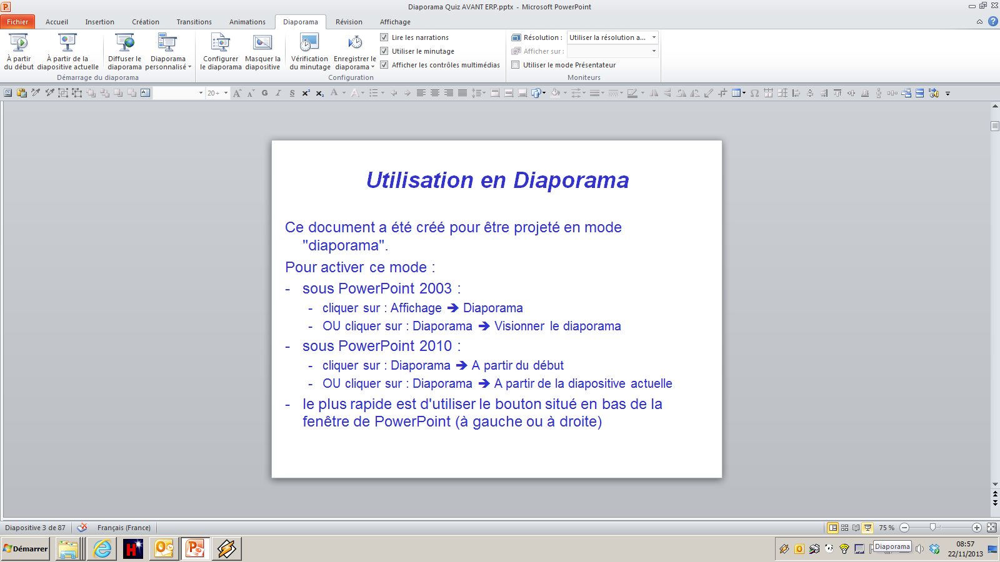 Diaporama Quiz AVANT ERP.pptx - Microsoft PowerPoint
Fichier Accueil Insertion Création Transitions Animations Diaporama Révision Affichage
À partir du début
À partir de la diapositive actuelle
Diffuser le diaporama
Diaporama personnalisé
Configurer le diaporama
Masquer la diapositive
Vérification du minutage
Enregistrer le diaporama
Lire les narrations
Utiliser le minutage
Afficher les contrôles multimédias
Résolution : Utiliser la résolution a...
Afficher sur :
Utiliser le mode Présentateur
Démarrage du diaporama Configuration Moniteurs
20+
Utilisation en Diaporama
Ce document a été créé pour être projeté en mode
"diaporama".
Pour activer ce mode :
- sous PowerPoint 2003 :
- cliquer sur : Affichage ➔ Diaporama
- OU cliquer sur : Diaporama ➔ Visionner le diaporama
- sous PowerPoint 2010 :
- cliquer sur : Diaporama ➔ A partir du début
- OU cliquer sur : Diaporama ➔ A partir de la diapositive actuelle
- le plus rapide est d'utiliser le bouton situé en bas de la
fenêtre de PowerPoint (à gauche ou à droite)
Diapositive 3 de 87 Français (France) 75 %
Démarrer
Diaporama
08:57
22/11/2013